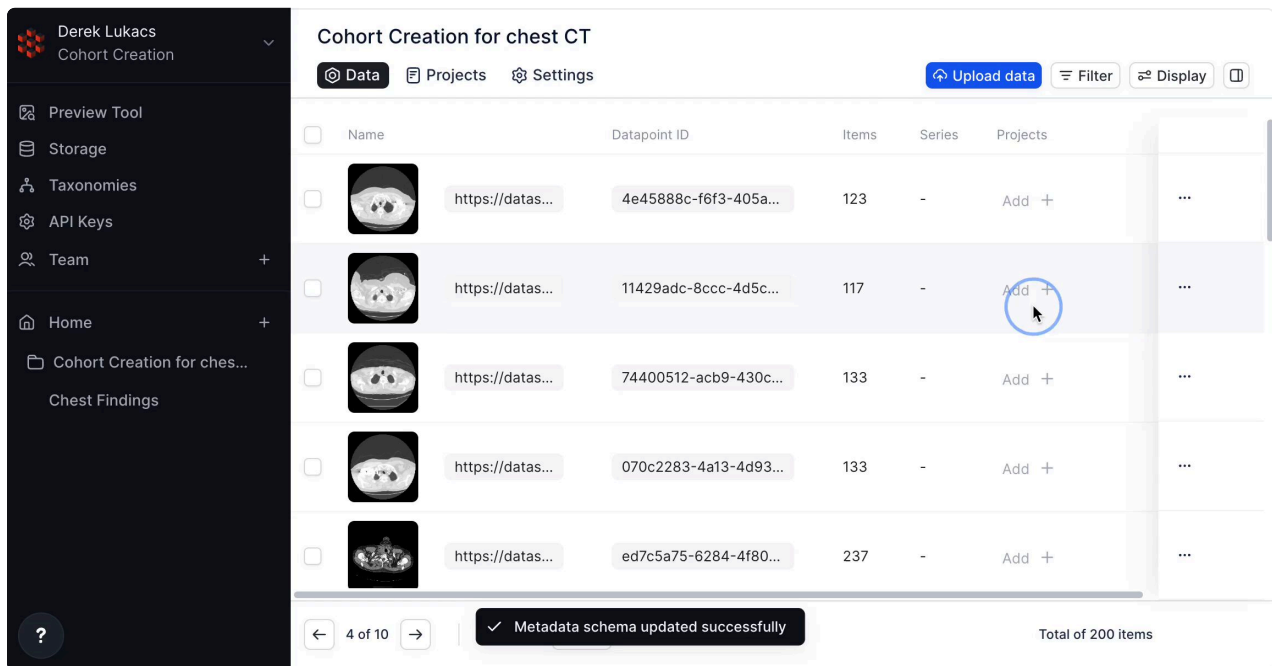 Derek Lukacs
Cohort Creation
Preview Tool
Storage
Taxonomies
API Keys
Team +
Home +
Cohort Creation for ches...
Chest Findings
?
Cohort Creation for chest CT
Data Projects Settings Upload data Filter Display
Name Datapoint ID Items Series Projects
https://datas... 4e45888c-f6f3-405a... 123 - Add + ...
https://datas... 11429adc-8ccc-4d5c... 117 - Add + ...
https://datas... 74400512-acb9-430c... 133 - Add + ...
https://datas... 070c2283-4a13-4d93... 133 - Add + ...
https://datas... ed7c5a75-6284-4f80... 237 - Add + ...
← 4 of 10 → ✓ Metadata schema updated successfully Total of 200 items